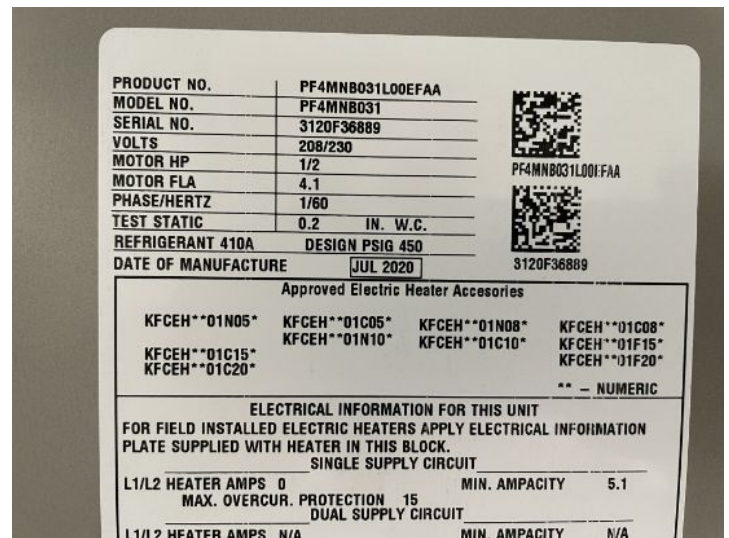 PRODUCT NO. PF4MNB031L00EFAA
MODEL NO. PF4MNB031
SERIAL NO. 3120F36889
VOLTS 208/230
MOTOR HP 1/2
MOTOR FLA 4.1
PHASE/HERTZ 1/60
TEST STATIC 0.2 IN. W.C.
REFRIGERANT 410A DESIGN PSIG 450
DATE OF MANUFACTURE JUL 2020
PF4MNB031L00EFAA
3120F36889
Approved Electric Heater Accesories
KFCEH**01N05* KFCEH**01C05* KFCEH**01N08* KFCEH**01C08*
KFCEH**01N10* KFCEH**01C10* KFCEH**01F15*
KFCEH**01C15* KFCEH**01F20*
KFCEH**01C20*
** – NUMERIC
ELECTRICAL INFORMATION FOR THIS UNIT
FOR FIELD INSTALLED ELECTRIC HEATERS APPLY ELECTRICAL INFORMATION
PLATE SUPPLIED WITH HEATER IN THIS BLOCK.
SINGLE SUPPLY CIRCUIT
L1/L2 HEATER AMPS 0 MIN. AMPACITY 5.1
MAX. OVERCUR. PROTECTION 15
DUAL SUPPLY CIRCUIT
L1/L2 HEATER AMPS N/A MIN. AMPACITY N/A